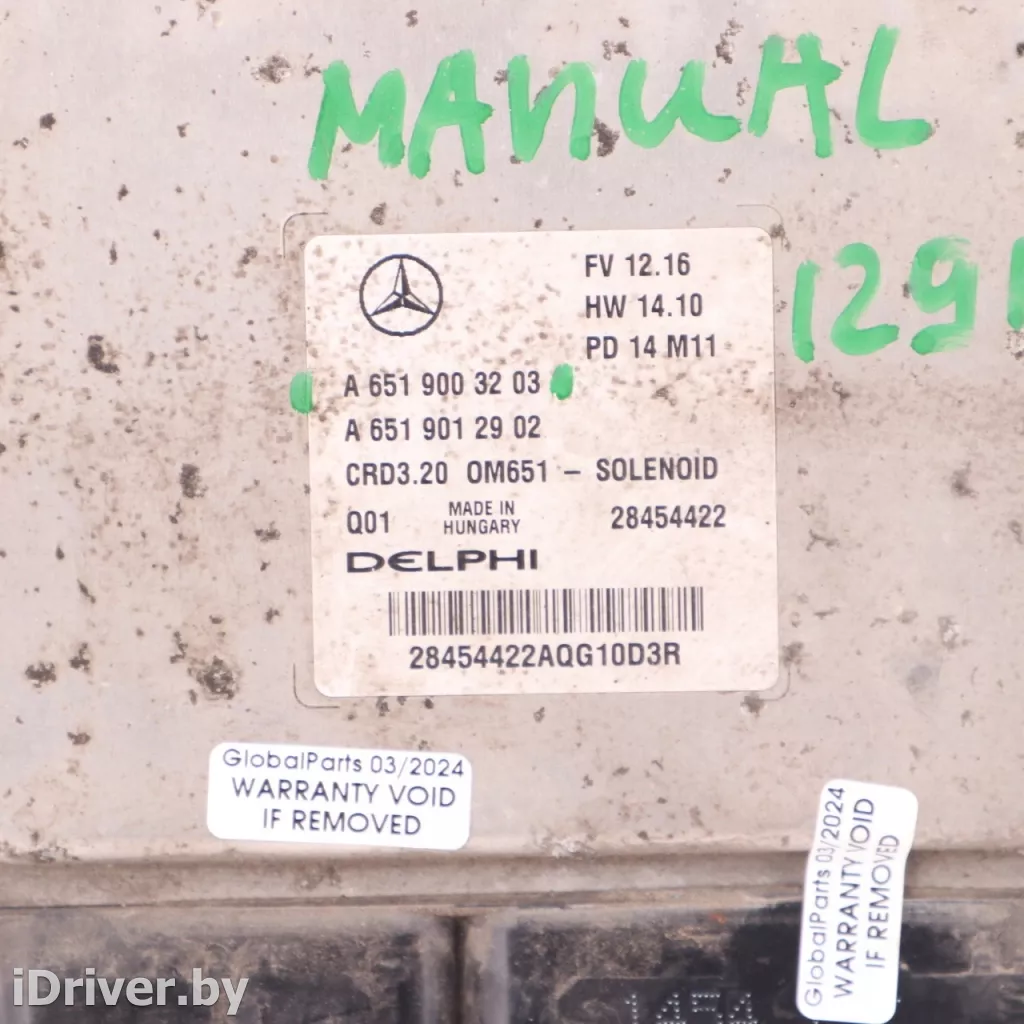 MANUAL
1291
FV 12.16
HW 14.10
PD 14 M11
A 651 900 32 03
A 651 901 29 02
CRD3.20 OM651 – SOLENOID
Q01 MADE IN HUNGARY 28454422
DELPHI
28454422AQG10D3R
GlobalParts 03/2024
WARRANTY VOID
IF REMOVED
GlobalParts 03/2024
WARRANTY VOID
IF REMOVED
iDriver.by